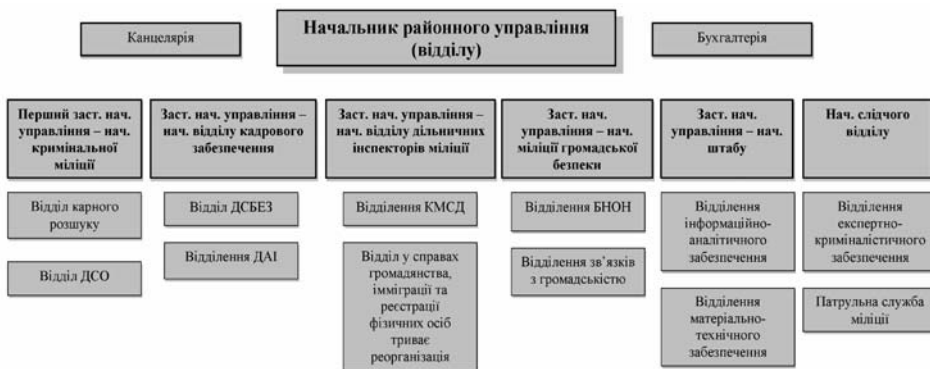 Канцелярія
Начальник районного управління
(відділу)
Бухгалтерія
Перший заст. нач.
управління – нач.
кримінальної
міліції
Заст. нач. управління –
нач. відділу кадрового
забезпечення
Заст. нач. управління –
нач. відділу дільничних
інспекторів міліції
Заст. нач.
управління – нач.
міліції громадської
безпеки
Заст. нач.
управління – нач.
штабу
Нач. слідчого
відділу
Відділ карного
розшуку
Відділ ДСБЕЗ
Відділення КМСД
Відділення БНОН
Відділення
інформаційно-
аналітичного
забезпечення
Відділення
експертно-
криміналістичного
забезпечення
Відділ ДСО
Відділення ДАІ
Відділ у справах
громадянства,
імміграції та
реєстрації
фізичних осіб
триває
реорганізація
Відділення зв’язків
з громадськістю
Відділення
матеріально-
технічного
забезпечення
Патрульна служба
міліції